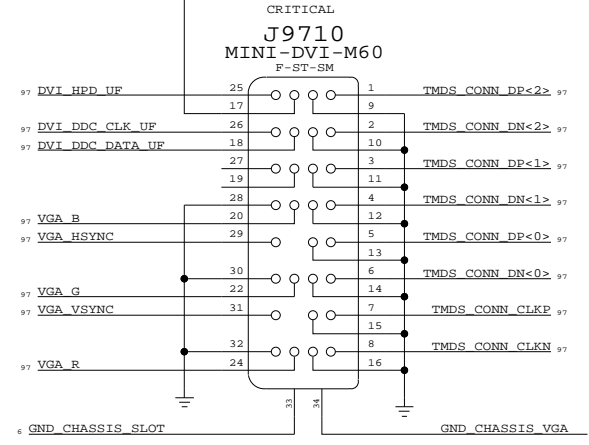 CRITICAL
J9710
MINI-DVI-M60
F-ST-SM
97 DVI_HPD_UF 25 1 TMDS_CONN_DP<2> 97
17 9
97 DVI_DDC_CLK_UF 26 2 TMDS_CONN_DN<2> 97
97 DVI_DDC_DATA_UF 18 10
27 3 TMDS_CONN_DP<1> 97
19 11
28 4 TMDS_CONN_DN<1> 97
97 VGA_B 20 12
97 VGA_HSYNC 29 5 TMDS_CONN_DP<0> 97
13
30 6 TMDS_CONN_DN<0> 97
97 VGA_G 22 14
97 VGA_VSYNC 31 7 TMDS_CONN_CLKP 97
15
32 8 TMDS_CONN_CLKN 97
97 VGA_R 24 16
33 34
6 GND_CHASSIS_SLOT GND_CHASSIS_VGA